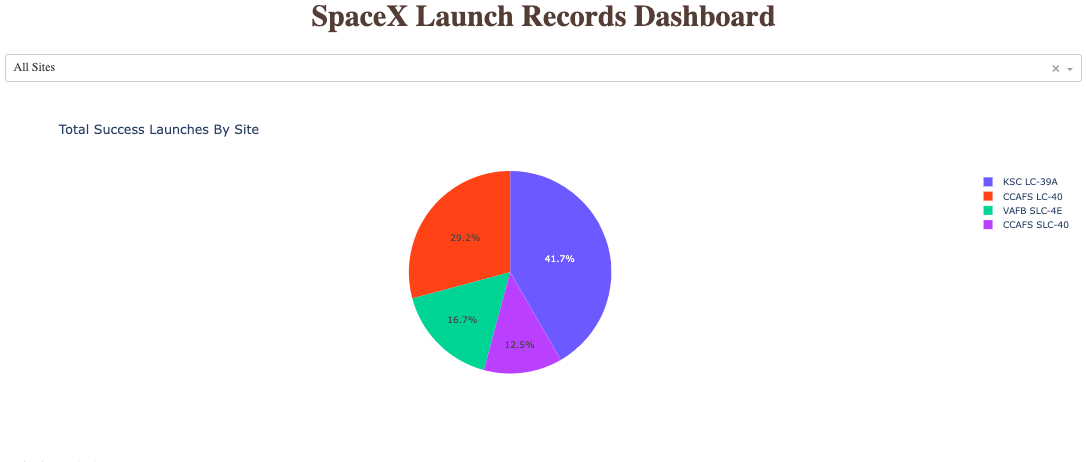 SpaceX Launch Records Dashboard
All Sites × 
Total Success Launches By Site
KSC LC-39A
CCAFS LC-40
VAFB SLC-4E
CCAFS SLC-40
29.2%
41.7%
16.7%
12.5%